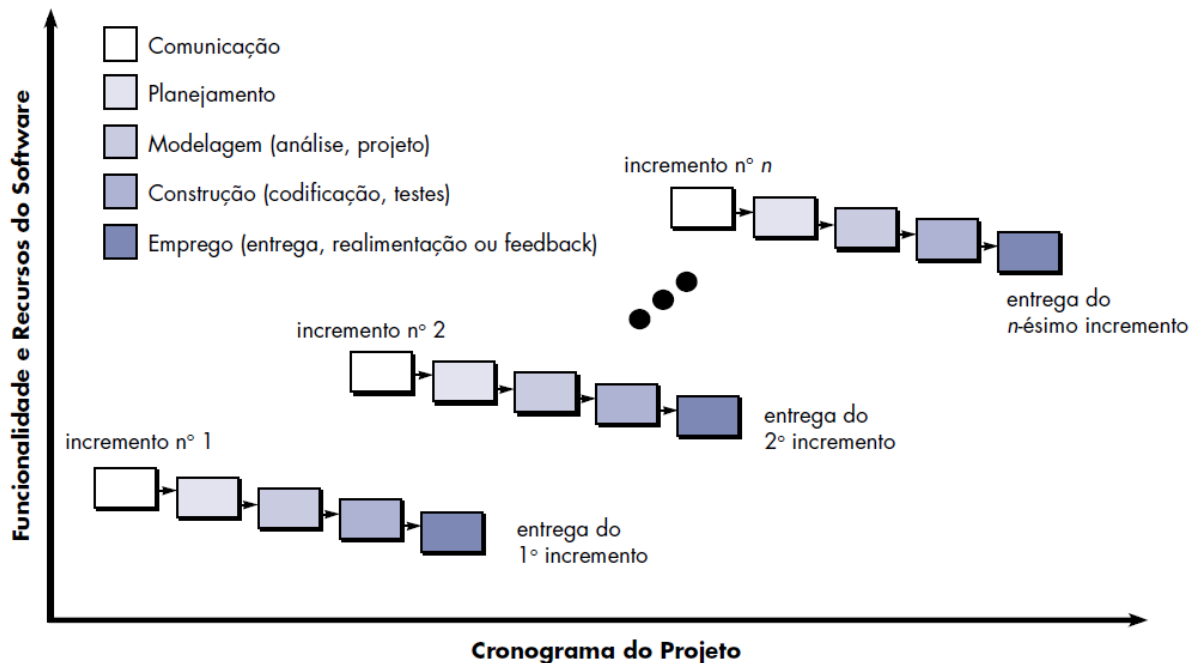 Funcionalidade e Recursos do Software
Comunicação
Planejamento
Modelagem (análise, projeto)
Construção (codificação, testes)
Emprego (entrega, realimentação ou feedback)
incremento n° n
entrega do
n-ésimo incremento
incremento n° 2
entrega do
2° incremento
incremento n° 1
entrega do
1° incremento
Cronograma do Projeto